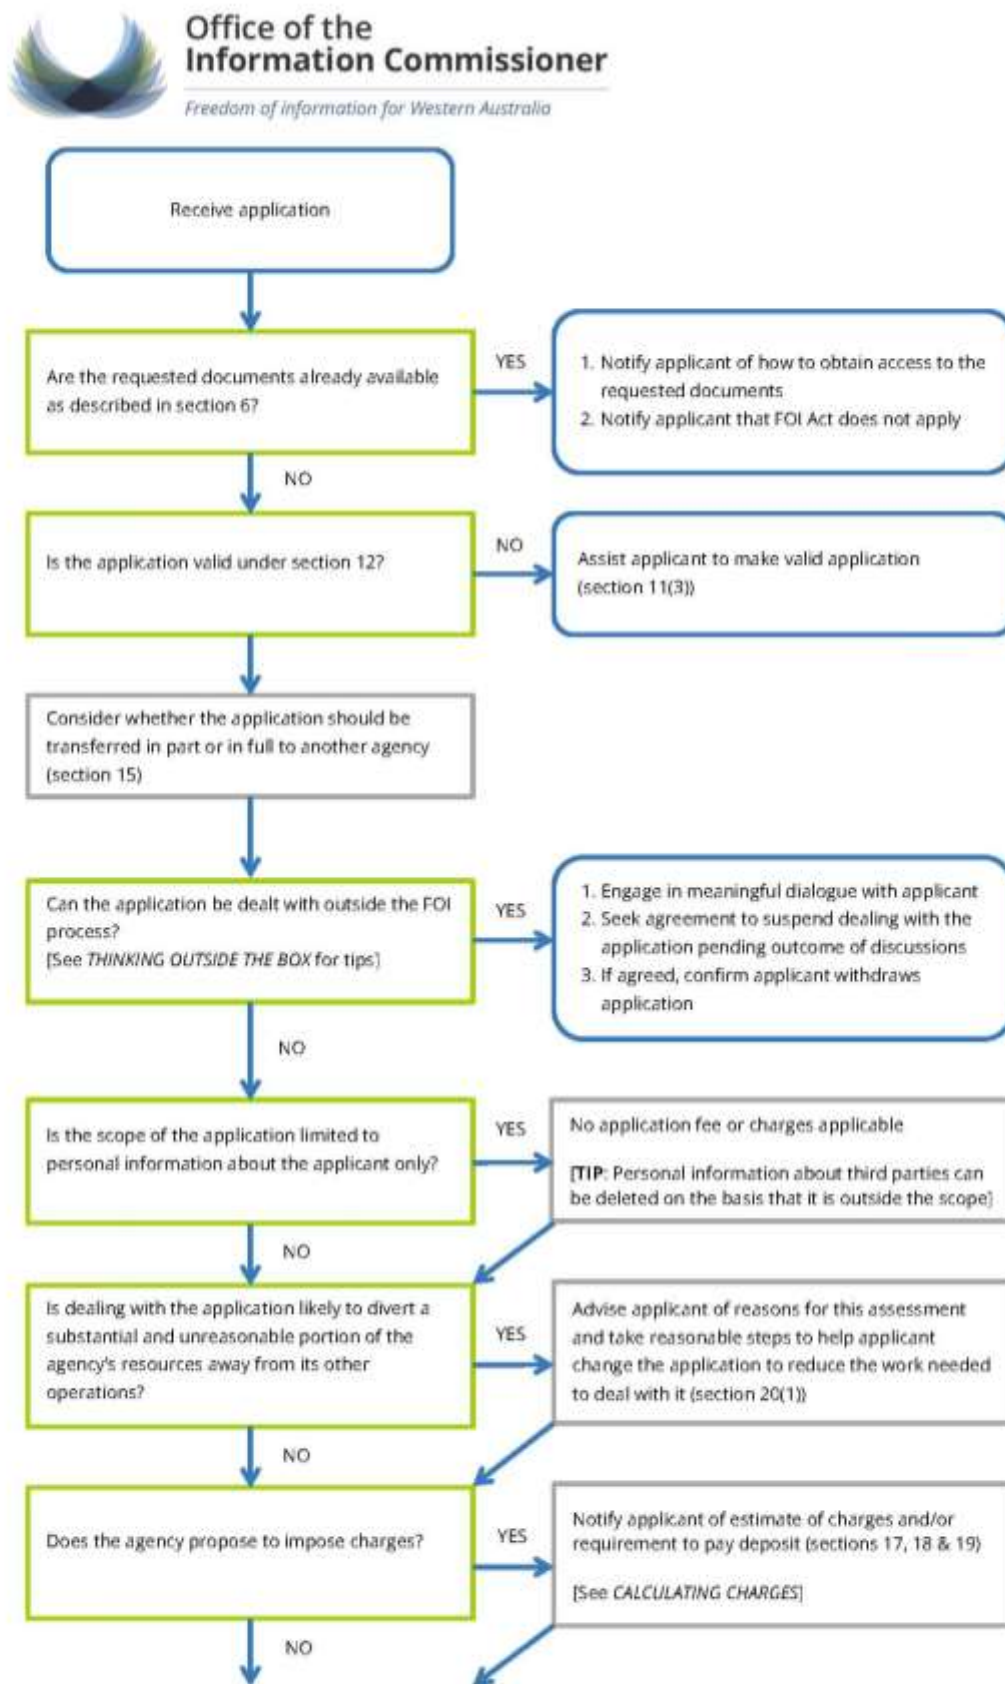 Office of the
Information Commissioner
Freedom of information for Western Australia
Receive application
Are the requested documents already available
as described in section 6?
YES
1. Notify applicant of how to obtain access to the
requested documents
2. Notify applicant that FOI Act does not apply
NO
Is the application valid under section 12?
NO
Assist applicant to make valid application
(section 11(3))
Consider whether the application should be
transferred in part or in full to another agency
(section 15)
Can the application be dealt with outside the FOI
process?
[See THINKING OUTSIDE THE BOX for tips]
YES
1. Engage in meaningful dialogue with applicant
2. Seek agreement to suspend dealing with the
application pending outcome of discussions
3. If agreed, confirm applicant withdraws
application
NO
Is the scope of the application limited to
personal information about the applicant only?
YES
No application fee or charges applicable
[TIP: Personal information about third parties can
be deleted on the basis that it is outside the scope]
NO
Is dealing with the application likely to divert a
substantial and unreasonable portion of the
agency's resources away from its other
operations?
YES
Advise applicant of reasons for this assessment
and take reasonable steps to help applicant
change the application to reduce the work needed
to deal with it (section 20(1))
NO
Does the agency propose to impose charges?
YES
Notify applicant of estimate of charges and/or
requirement to pay deposit (sections 17, 18 & 19)
[See CALCULATING CHARGES]
NO